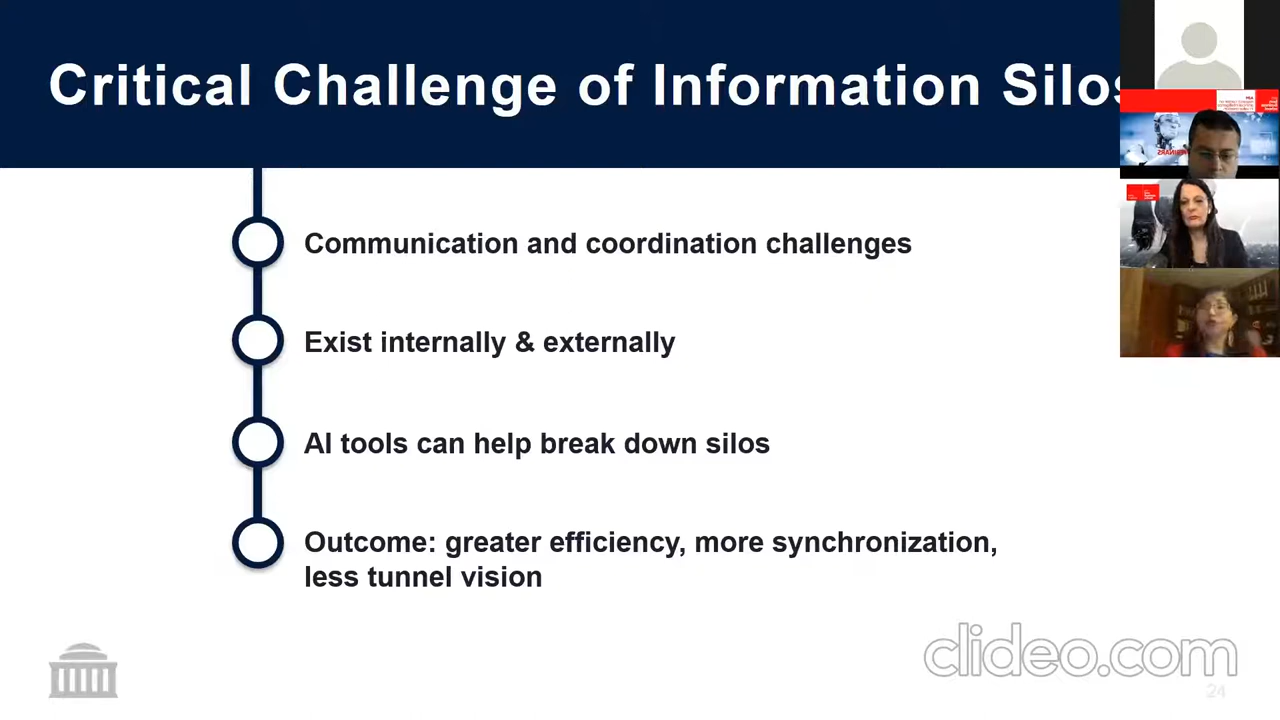 Critical Challenge of Information Silos
Communication and coordination challenges
Exist internally & externally
AI tools can help break down silos
Outcome: greater efficiency, more synchronization,
less tunnel vision
clideo.com
24